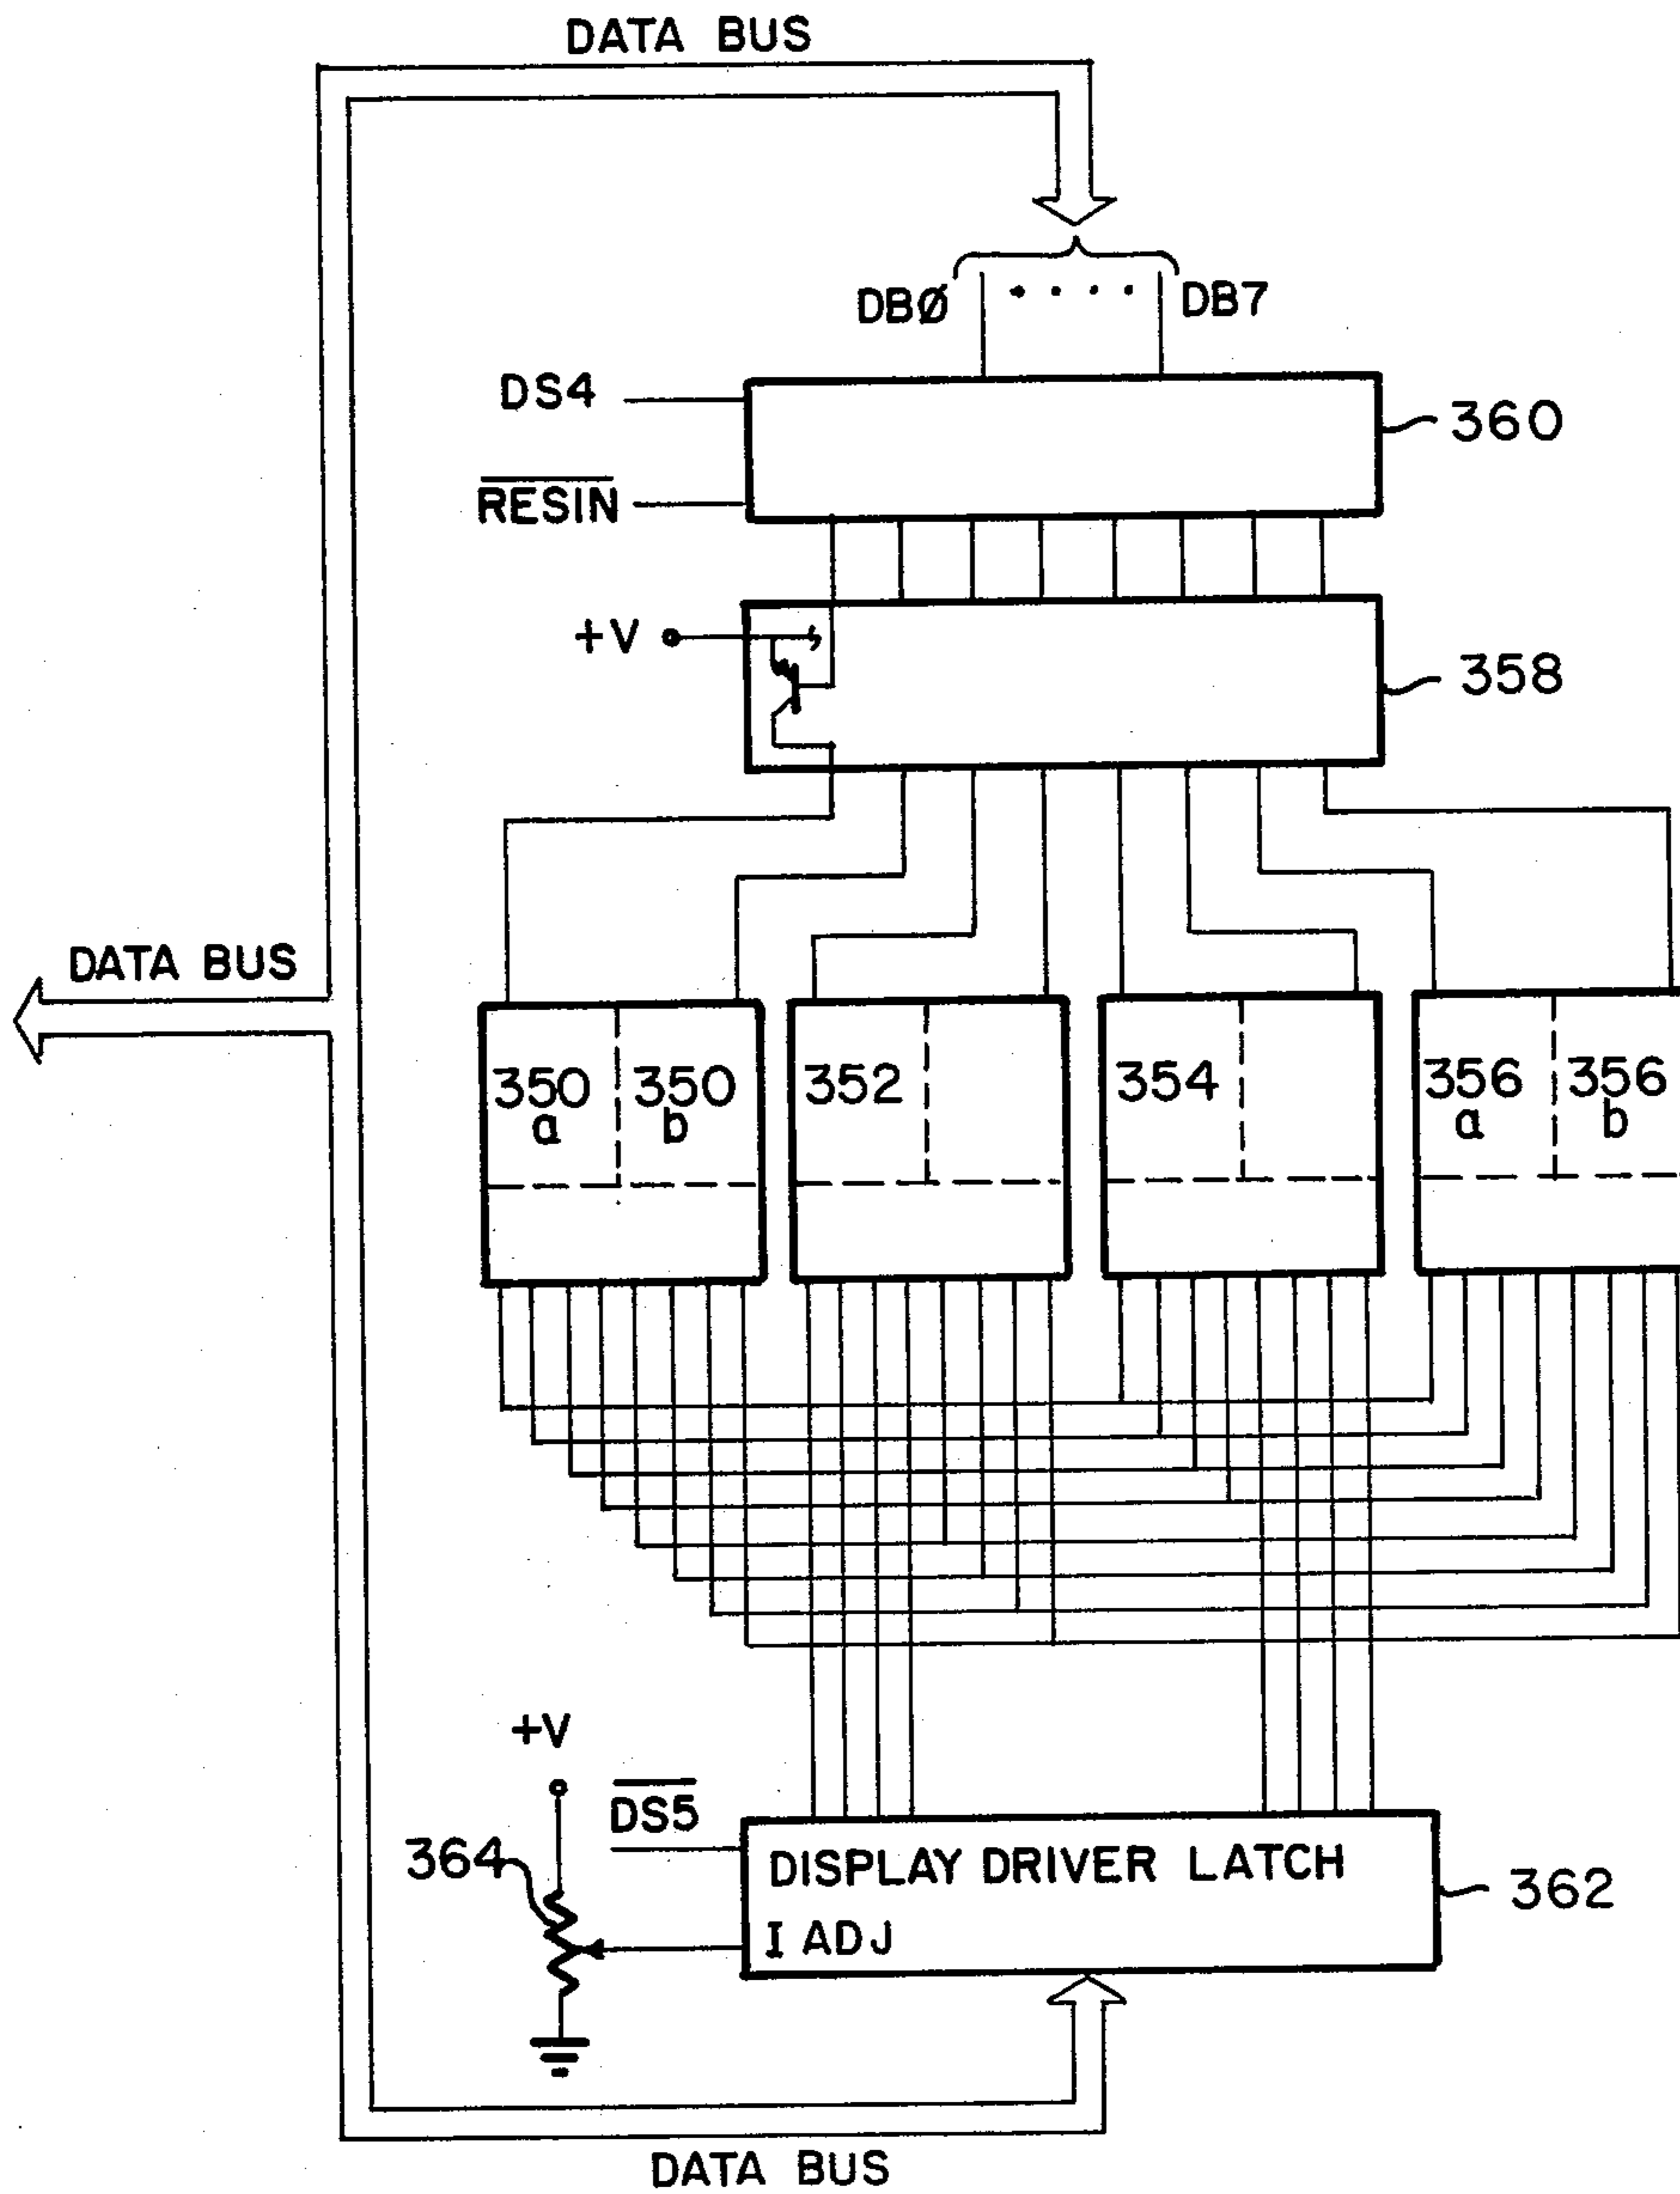 DATA BUS
DBØ
DB7
DS4
360
RESIN
+V
358
DATA BUS
350
a
350
b
352
354
356
a
356
b
+V
DS5
364
DISPLAY DRIVER LATCH
362
I ADJ
DATA BUS